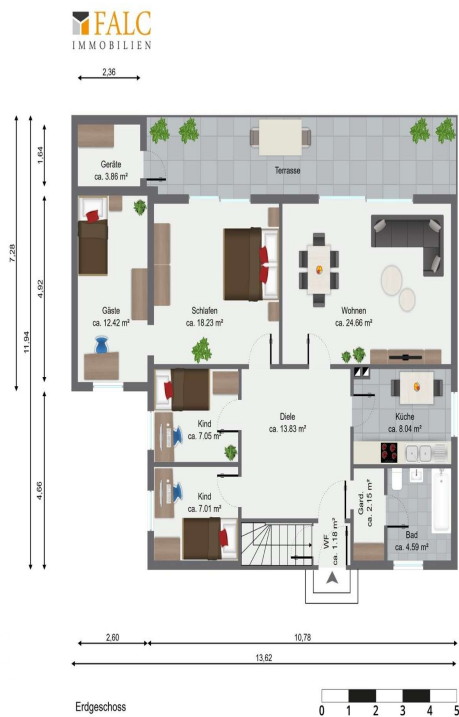 FALC
IMMOBILIEN
2,36
1,64
7,28
4,92
11,94
4,66
Geräte
ca. 3.86 m²
Terrasse
Gäste
ca. 12.42 m²
Schlafen
ca. 18.23 m²
Wohnen
ca. 24.66 m²
Kind
ca. 7.05 m²
Diele
ca. 13.83 m²
Küche
ca. 8.04 m²
Kind
ca. 7.01 m²
WF
ca. 1.18 m²
Gard.
ca. 2.15 m²
Bad
ca. 4.59 m²
2,60
10,78
13,62
Erdgeschoss
0 1 2 3 4 5